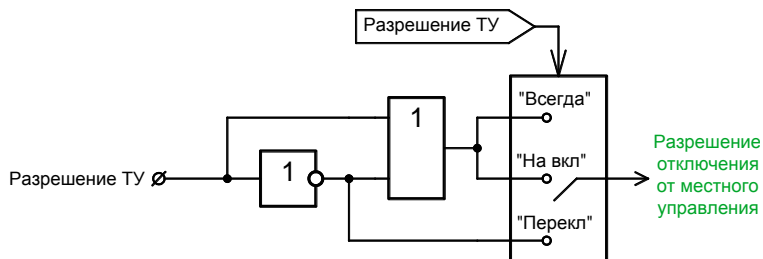 Разрешение ТУ
"Всегда"
1
"На вкл"
Разрешение ТУ
1
Разрешение
отключения
от местного
управления
"Перекл"